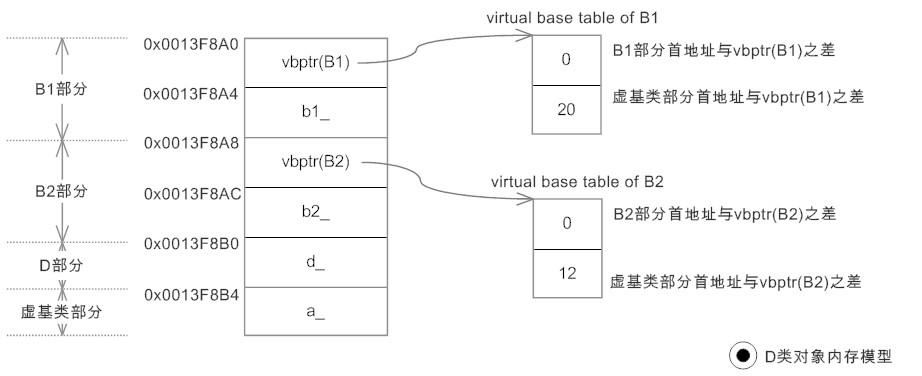 virtual base table of B1
0x0013F8A0
vbptr(B1)
0
B1部分首地址与vbptr(B1)之差
B1部分
0x0013F8A4
b1_
20
虚基类部分首地址与vbptr(B1)之差
0x0013F8A8
vbptr(B2)
virtual base table of B2
B2部分
0x0013F8AC
b2_
0
B2部分首地址与vbptr(B2)之差
0x0013F8B0
D部分
d_
12
虚基类部分首地址与vbptr(B2)之差
0x0013F8B4
虚基类部分
a_
D类对象内存模型